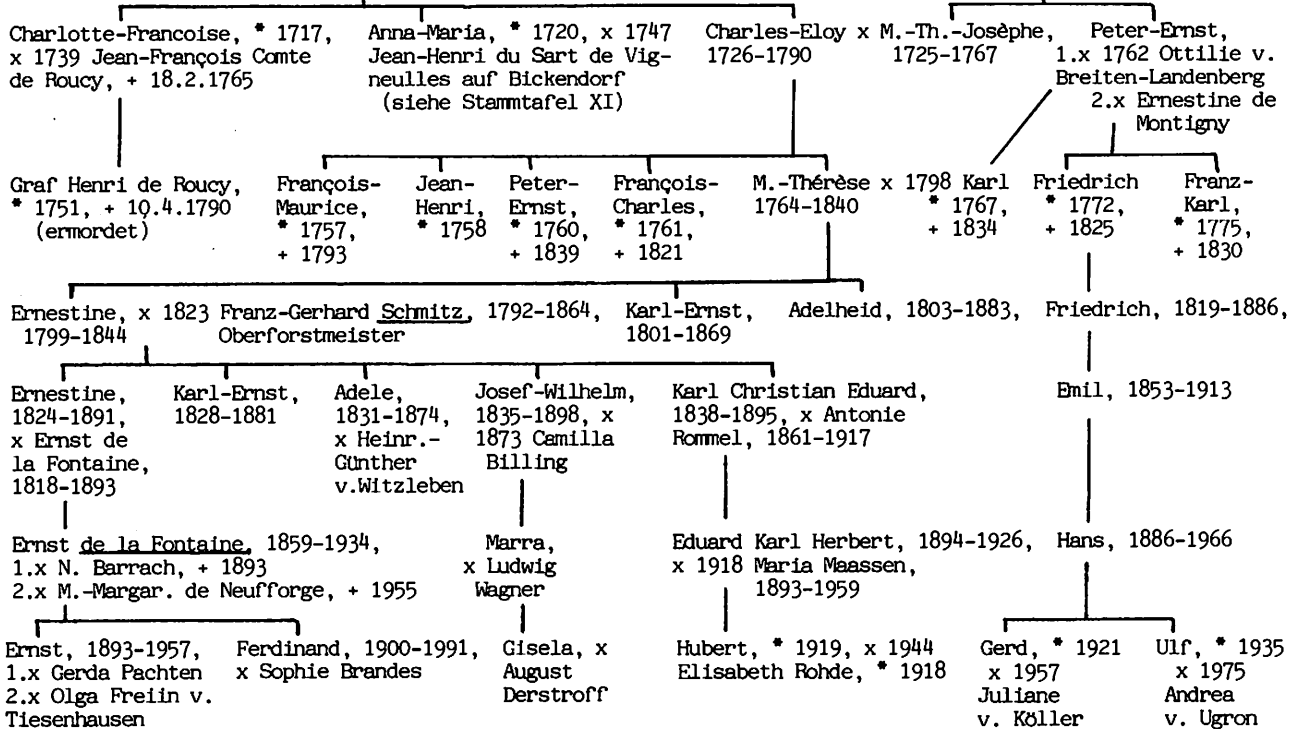 Charlotte-Francoise, * 1717,
x 1739 Jean-François Comte
de Roucy, + 18.2.1765
Anna-Maria, * 1720, x 1747
Jean-Henri du Sart de Vig-
neulles auf Bickendorf
(siehe Stammtafel XI)
Charles-Eloy x M.-Th.-Josèphe,
1726-1790 1725-1767
Peter-Ernst,
1.x 1762 Ottilie v.
Breiten-Landenberg
2.x Ernestine de
Montigny
Graf Henri de Roucy,
* 1751, + 10.4.1790
(ermordet)
François-
Maurice,
* 1757,
+ 1793
Jean-
Henri,
* 1758
Peter-
Ernst,
* 1760,
+ 1839
François-
Charles,
* 1761,
+ 1821
M.-Thérèse x 1798 Karl
1764-1840 * 1767,
+ 1834
Friedrich
* 1772,
+ 1825
Franz-
Karl,
* 1775,
+ 1830
Ernestine, x 1823 Franz-Gerhard Schmitz, 1792-1864,
1799-1844 Oberforstmeister
Karl-Ernst,
1801-1869
Adelheid, 1803-1883,
Friedrich, 1819-1886,
Ernestine,
1824-1891,
x Ernst de
la Fontaine,
1818-1893
Karl-Ernst,
1828-1881
Adele,
1831-1874,
x Heinr.-
Günther
v.Witzleben
Josef-Wilhelm,
1835-1898, x
1873 Camilla
Billing
Karl Christian Eduard,
1838-1895, x Antonie
Rommel, 1861-1917
Emil, 1853-1913
Ernst de la Fontaine, 1859-1934,
1.x N. Barrach, + 1893
2.x M.-Margar. de Neufforge, + 1955
Marra,
x Ludwig
Wagner
Eduard Karl Herbert, 1894-1926,
x 1918 Maria Maassen,
1893-1959
Hans, 1886-1966
Ernst, 1893-1957,
1.x Gerda Pachten
2.x Olga Freiin v.
Tiesenhausen
Ferdinand, 1900-1991,
x Sophie Brandes
Gisela, x
August
Derstroff
Hubert, * 1919, x 1944
Elisabeth Rohde, * 1918
Gerd, * 1921
x 1957
Juliane
v. Köller
Ulf, * 1935
x 1975
Andrea
v. Ugron